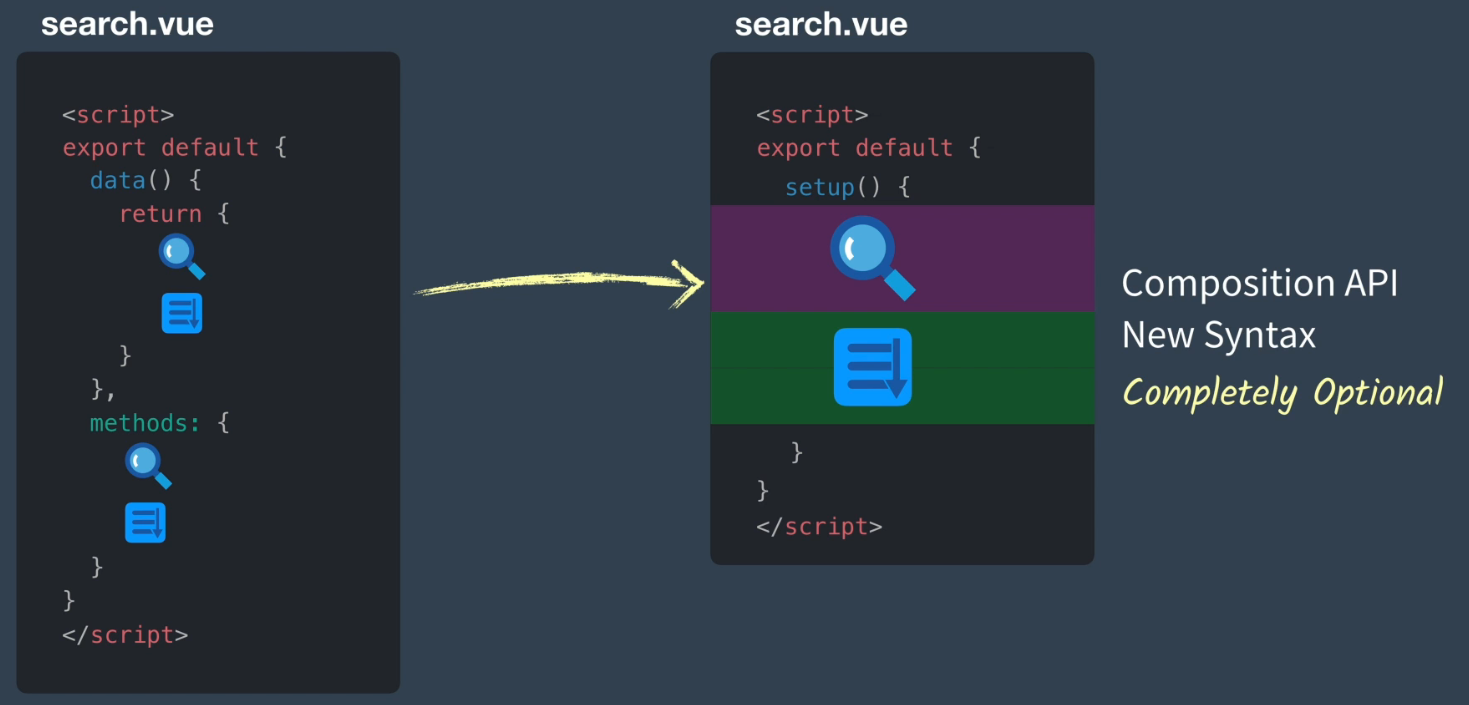 search.vue
<script>
export default {
data() {
return {
}
},
methods: {
}
}
</script>
search.vue
<script>
export default {
setup() {
}
}
</script>
Composition API
New Syntax
Completely Optional